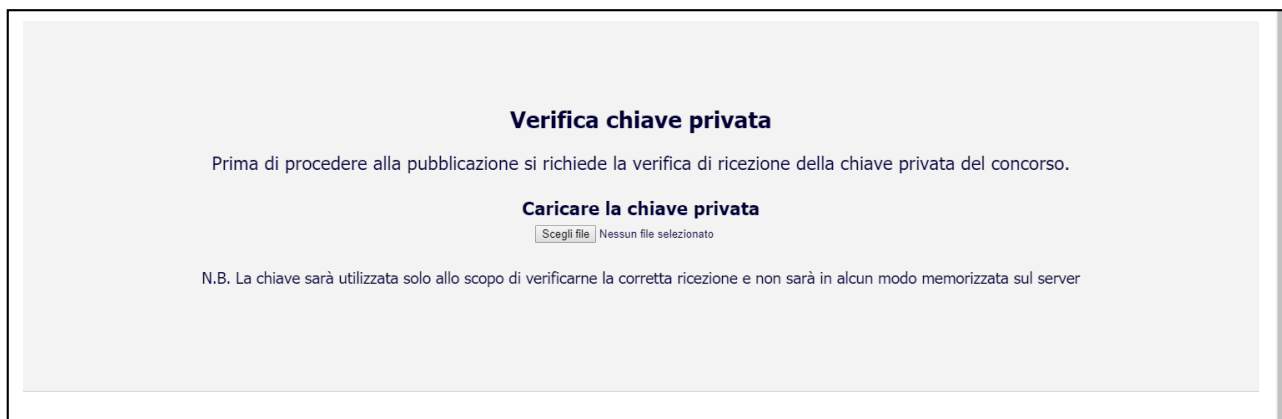 Verifica chiave privata
Prima di procedere alla pubblicazione si richiede la verifica di ricezione della chiave privata del concorso.
Caricare la chiave privata
Scegli file Nessun file selezionato
N.B. La chiave sarà utilizzata solo allo scopo di verificarne la corretta ricezione e non sarà in alcun modo memorizzata sul server